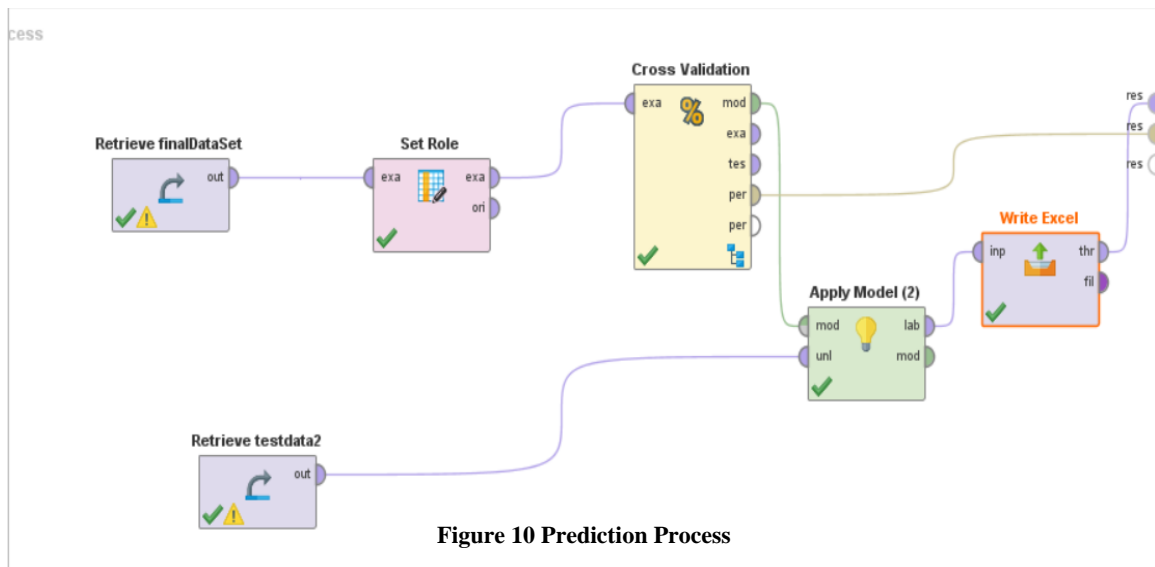 cess
Cross Validation
exa
%
mod
exa
tes
per
per
res
res
res
Retrieve finalDataSet
out
Set Role
exa
exa
ori
Write Excel
inp
thr
fil
Apply Model (2)
mod
lab
unl
mod
Retrieve testdata2
out
Figure 10 Prediction Process